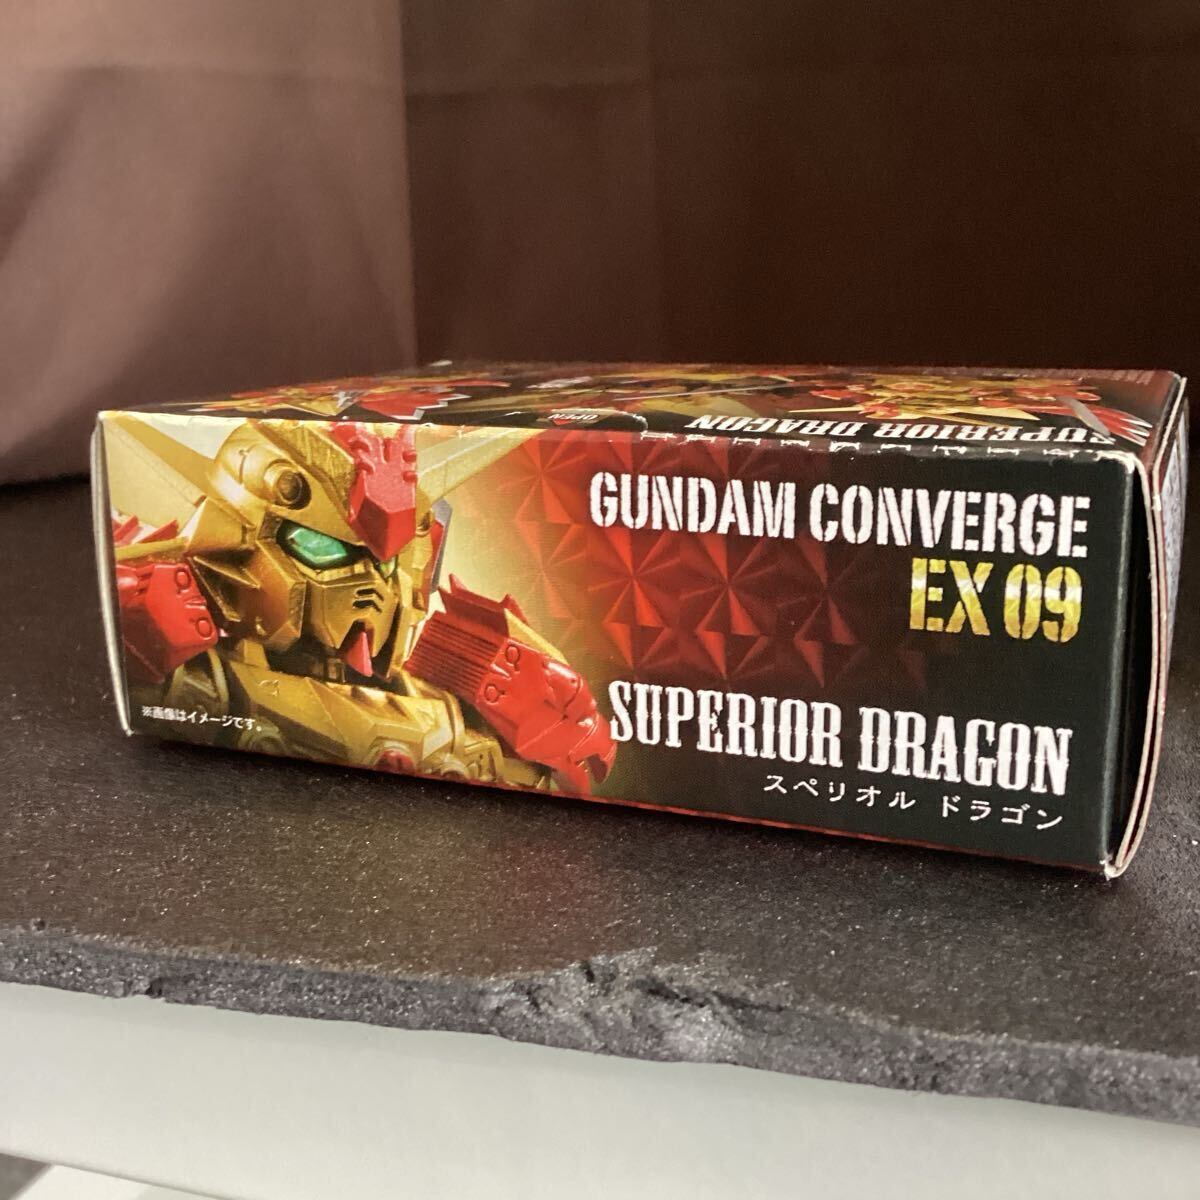 OPEN
SUPERIOR DRAGON
GUNDAM CONVERGE
EX 09
SUPERIOR DRAGON
スペリオル ドラゴン
※画像はイメージです。